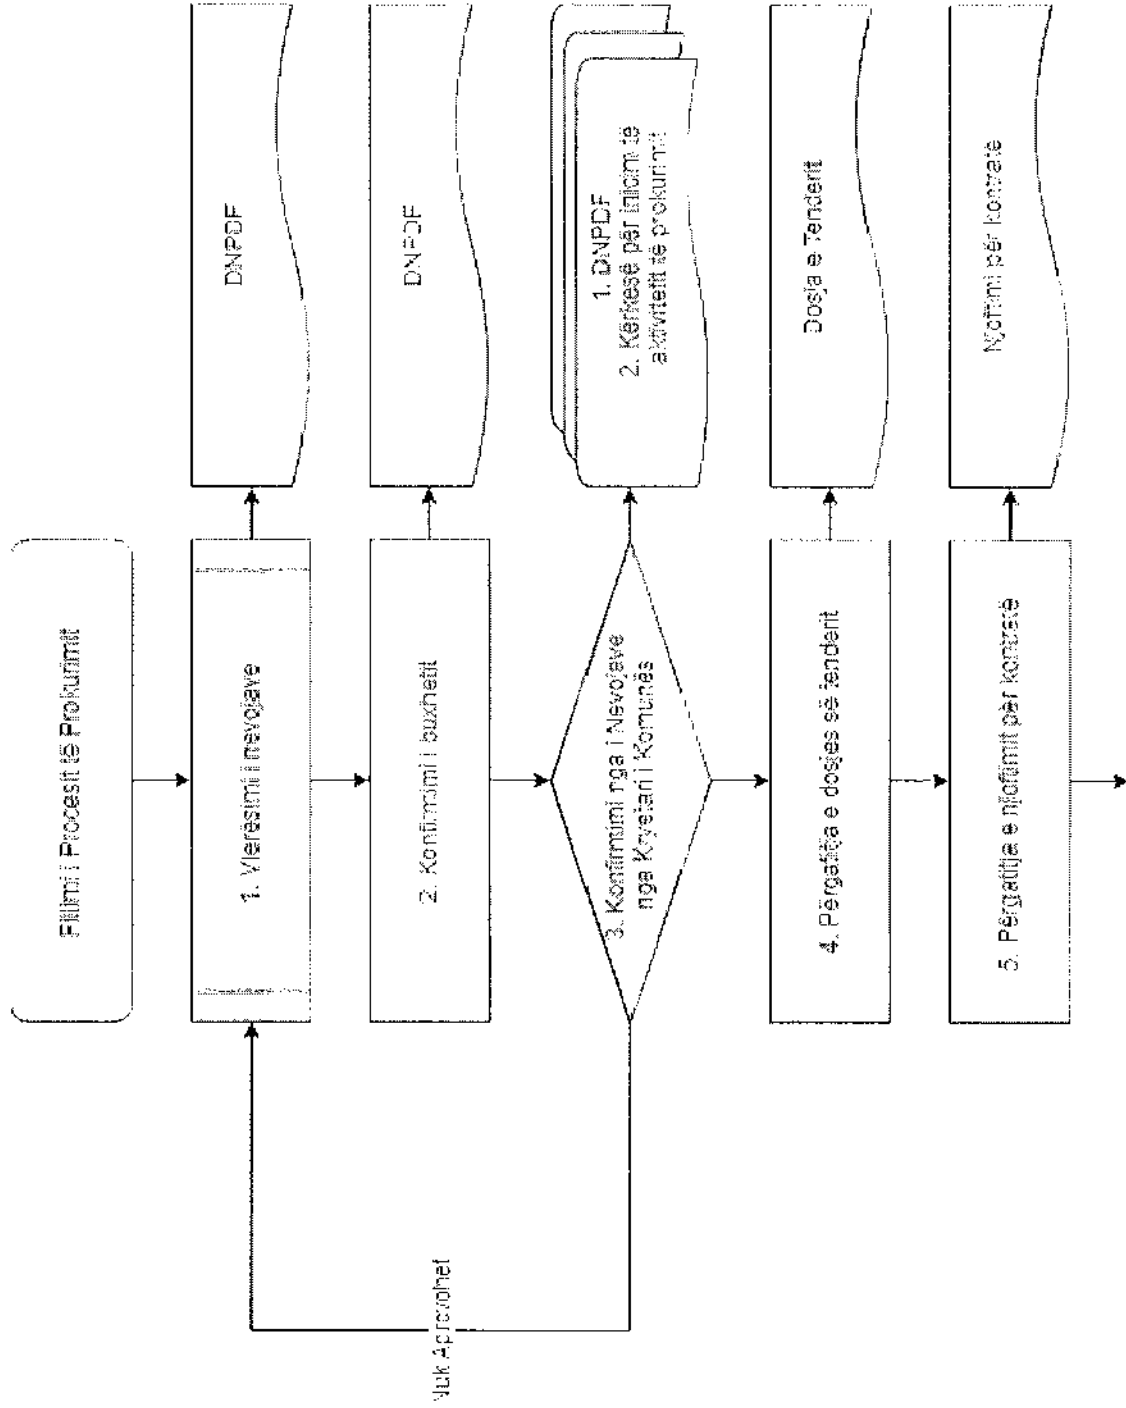 Fillimi i Procesit të Prokurimit
1. Vlerësimi i nevojave
DNPDF
2. Konfirmimi i buxhetit
DNPDF
3. Konfirmimi nga i Nevojave
nga Kryetari i Komunës
1. DNPDF
2. Kërkesë për iniciim të
aktivitetit të prokurimit
Nuk Aprovohet
4. Përgatitja e dosjes së tenderit
Dosja e Tenderit
5. Përgatitja e njoftimit për kontratë
Njoftimi për kontratë